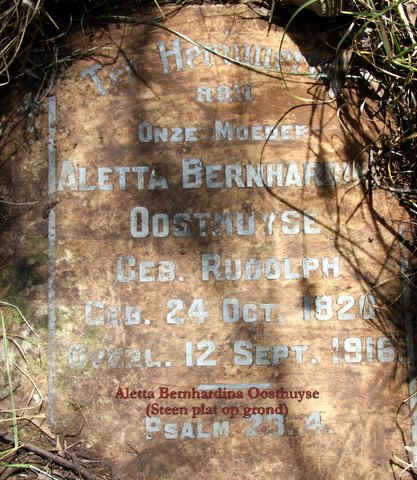 Ter Herinnering
aan
Onze Moeder
Aletta Bernhardina
Oosthuyse
Geb. Rudolph
Geb. 24 Oct. 1820
Overl. 12 Sept. 1916.
Aletta Bernhardina Oosthuyse
(Steen plat op grond)
Psalm 23.4.